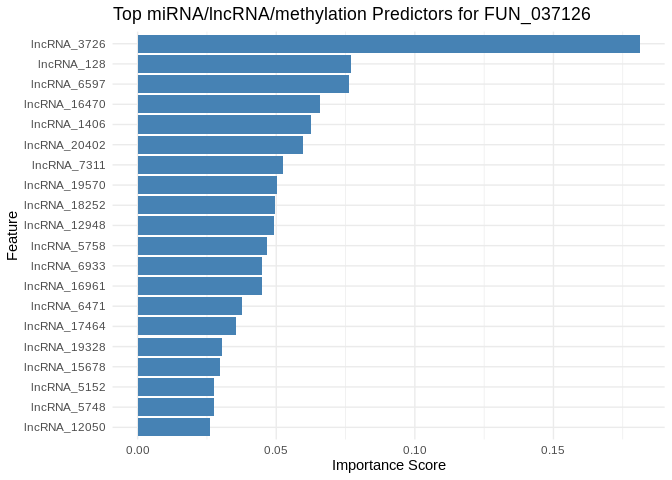 Top miRNA/lncRNA/methylation Predictors for FUN_037126
Feature
lncRNA_3726
lncRNA_128
lncRNA_6597
lncRNA_16470
lncRNA_1406
lncRNA_20402
lncRNA_7311
lncRNA_19570
lncRNA_18252
lncRNA_12948
lncRNA_5758
lncRNA_6933
lncRNA_16961
lncRNA_6471
lncRNA_17464
lncRNA_19328
lncRNA_15678
lncRNA_5152
lncRNA_5748
lncRNA_12050
0.00 0.05 0.10 0.15
Importance Score